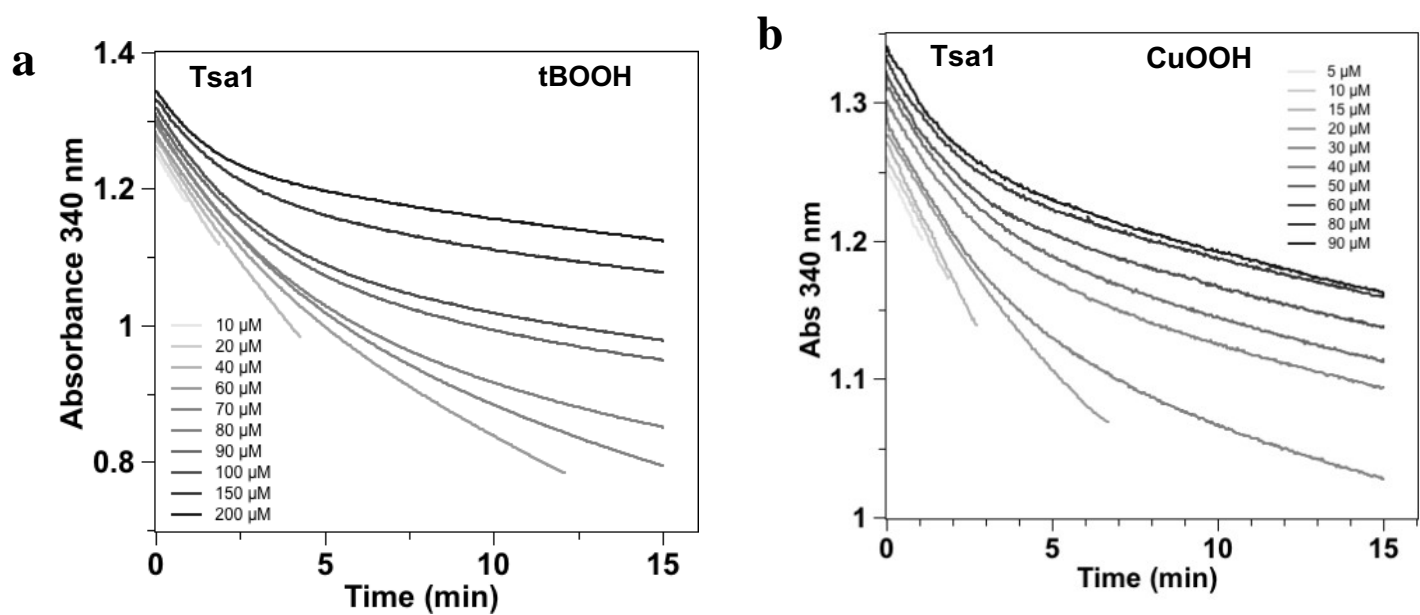 a
Tsa1 tBOOH
Absorbance 340 nm
1.4
1.2
1
0.8
10 µM
20 µM
40 µM
60 µM
70 µM
80 µM
90 µM
100 µM
150 µM
200 µM
0 5 10 15
Time (min)
b
Tsa1 CuOOH
Abs 340 nm
1.3
1.2
1.1
1
5 µM
10 µM
15 µM
20 µM
30 µM
40 µM
50 µM
60 µM
80 µM
90 µM
0 5 10 15
Time (min)